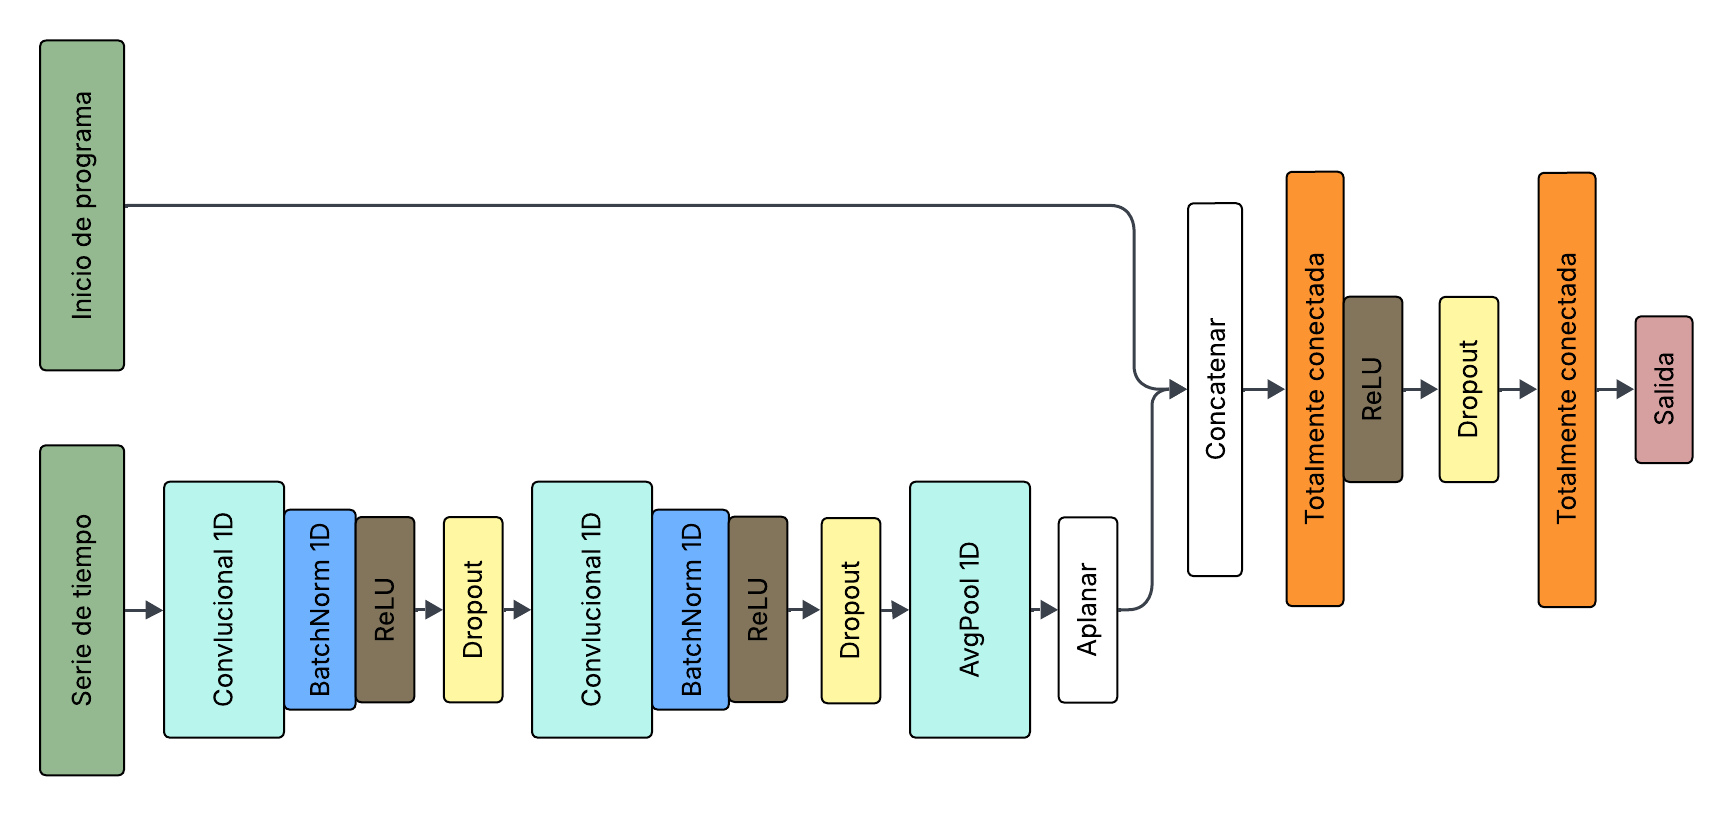 Inicio de programa
Serie de tiempo
Convlucional 1D
BatchNorm 1D
ReLU
Dropout
Convlucional 1D
BatchNorm 1D
ReLU
Dropout
AvgPool 1D
Aplanar
Concatenar
Totalmente conectada
ReLU
Dropout
Totalmente conectada
Salida